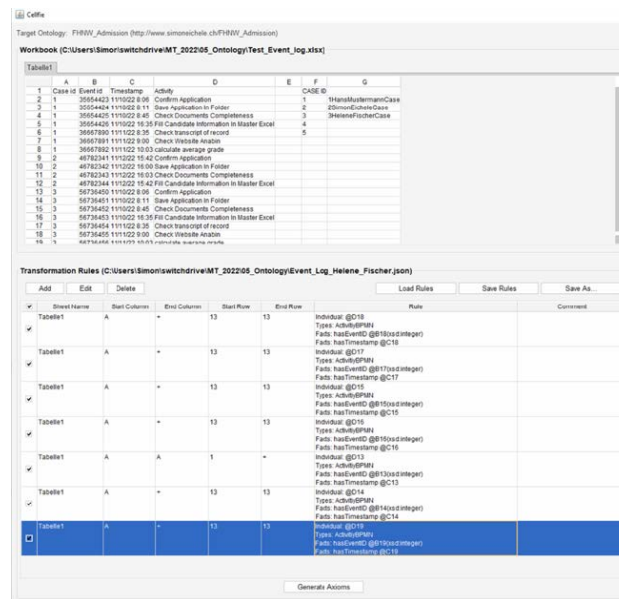 Cellfie
Target Ontology: FHNW_Admission (http://www.simoneichele.ch/FHNW_Admission)
Workbook (C:\Users\Simon\switchdrive\MT_2022\05_Ontology\Test_Event_log.xlsx)
Tabelle1
A B C D E F G
1 Case id Event id Timestamp Activity CASE ID
2 1 35654423 11/10/22 8:06 Confirm Application 1 1HansMustermannCase
3 1 35654424 11/10/22 8:11 Save Application In Folder 2 2SimonEicheleCase
4 1 35654425 11/10/22 8:45 Check Documents Completeness 3 3HeleneFischerCase
5 1 35654426 11/10/22 16:35 Fill Candidate Information In Master Excel 4
6 1 36667890 11/11/22 8:35 Check transcript of record 5
7 1 36667891 11/11/22 9:00 Check Website Anabin
8 1 36667892 11/11/22 10:03 calculate average grade
9 2 46782341 11/12/22 15:42 Confirm Application
10 2 46782342 11/12/22 16:00 Save Application In Folder
11 2 46782343 11/12/22 16:03 Check Documents Completeness
12 2 46782344 11/12/22 15:42 Fill Candidate Information In Master Excel
13 3 56736450 11/10/22 8:06 Confirm Application
14 3 56736451 11/10/22 8:11 Save Application In Folder
15 3 56736452 11/10/22 8:45 Check Documents Completeness
16 3 56736453 11/10/22 16:35 Fill Candidate Information In Master Excel
17 3 56736454 11/11/22 8:35 Check transcript of record
18 3 56736455 11/11/22 9:00 Check Website Anabin
19 3 56736456 11/11/22 10:03 calculate average grade
Transformation Rules (C:\Users\Simon\switchdrive\MT_2022\05_Ontology\Event_Log_Helene_Fischer.json)
Add Edit Delete Load Rules Save Rules Save As...
Sheet Name Start Column End Column Start Row End Row Rule Comment
Tabelle1 A + 13 13 Individual: @D18
Types: ActivityBPMN
Facts: hasEventID @B18(xsd:integer)
Facts: hasTimestamp @C18
Tabelle1 A + 13 13 Individual: @D17
Types: ActivityBPMN
Facts: hasEventID @B17(xsd:integer)
Facts: hasTimestamp @C17
Tabelle1 A + 13 13 Individual: @D15
Types: ActivityBPMN
Facts: hasEventID @B15(xsd:integer)
Facts: hasTimestamp @C15
Tabelle1 A + 13 13 Individual: @D16
Types: ActivityBPMN
Facts: hasEventID @B16(xsd:integer)
Facts: hasTimestamp @C16
Tabelle1 A A 1 + Individual: @D13
Types: ActivityBPMN
Facts: hasEventID @B13(xsd:integer)
Facts: hasTimestamp @C13
Tabelle1 A + 13 13 Individual: @D14
Types: ActivityBPMN
Facts: hasEventID @B14(xsd:integer)
Facts: hasTimestamp @C14
Tabelle1 A + 13 13 Individual: @D19
Types: ActivityBPMN
Facts: hasEventID @B19(xsd:integer)
Facts: hasTimestamp @C19
Generate Axioms